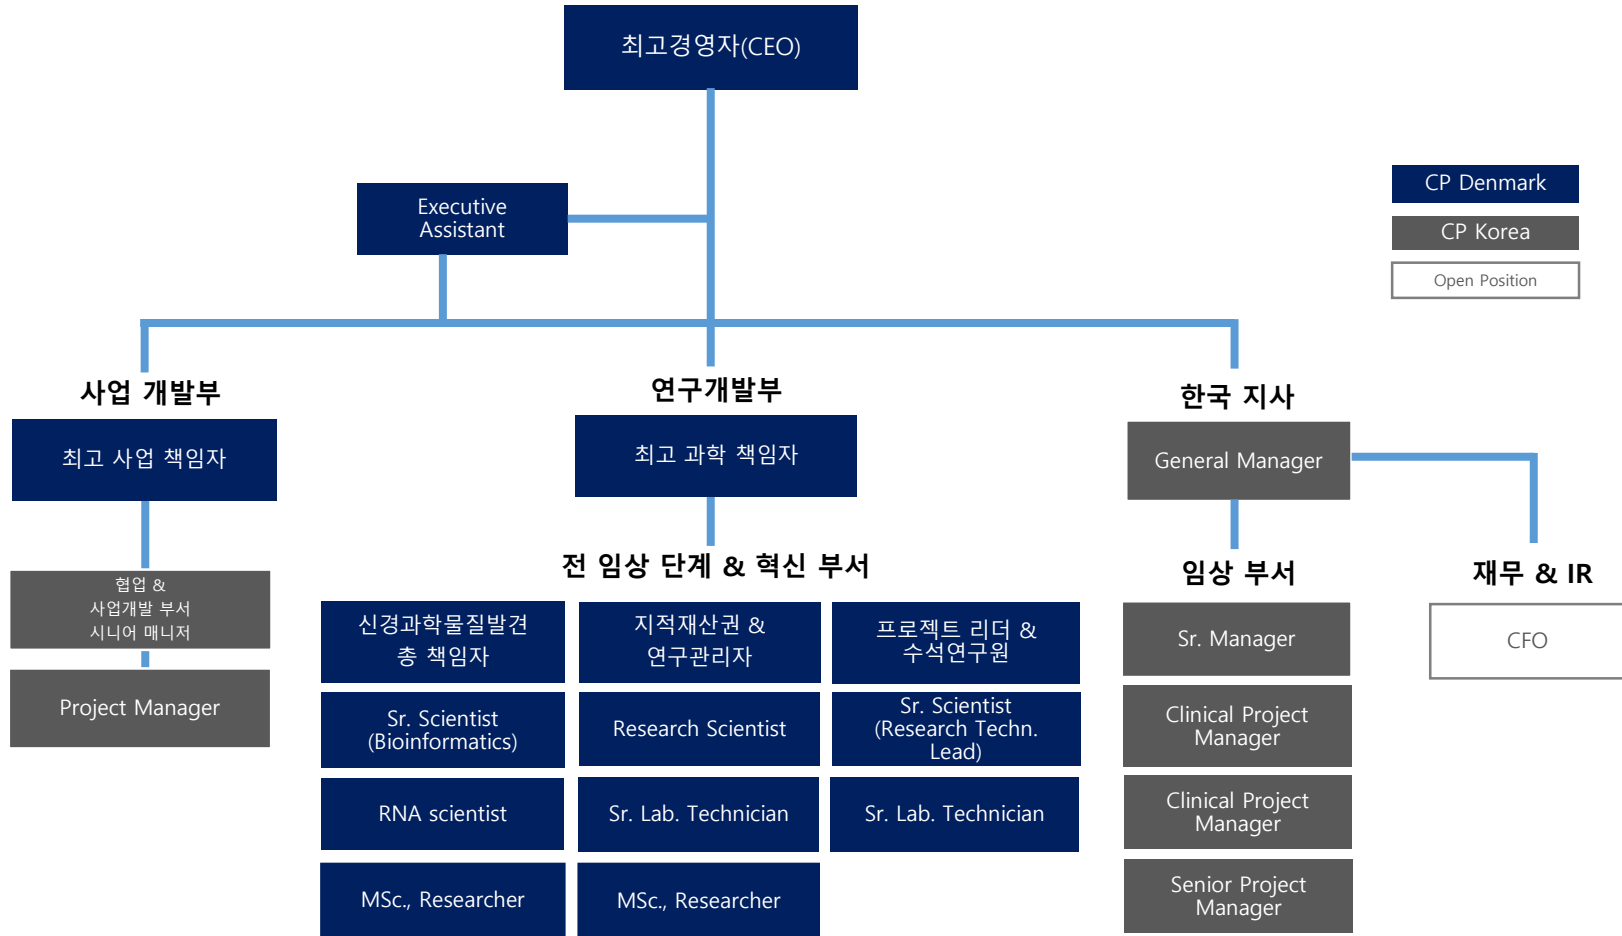 최고경영자(CEO)
Executive
Assistant
CP Denmark
CP Korea
Open Position
사업 개발부
연구개발부
한국 지사
최고 사업 책임자
최고 과학 책임자
General Manager
전 임상 단계 & 혁신 부서
임상 부서
재무 & IR
협업 &
사업개발 부서
시니어 매니저
Project Manager
신경과학물질발견
총 책임자
지적재산권 &
연구관리자
프로젝트 리더 &
수석연구원
Sr. Manager
CFO
Sr. Scientist
(Bioinformatics)
Research Scientist
Sr. Scientist
(Research Techn.
Lead)
Clinical Project
Manager
RNA scientist
Sr. Lab. Technician
Sr. Lab. Technician
Clinical Project
Manager
MSc., Researcher
MSc., Researcher
Senior Project
Manager